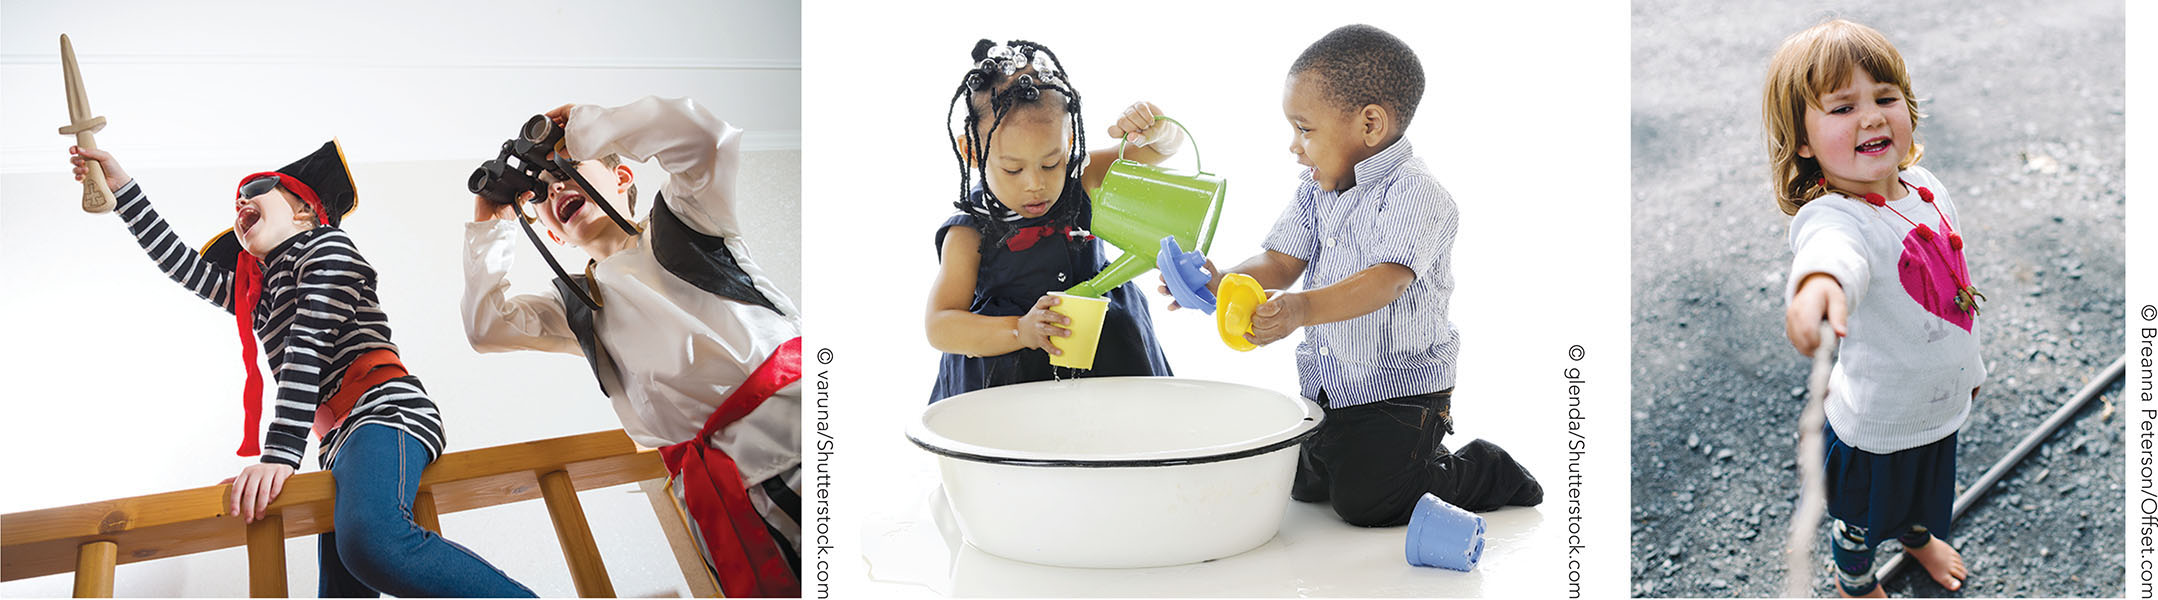 © varuna/Shutterstock.com
© glenda/Shutterstock.com
© Breanna Peterson/Offset.com